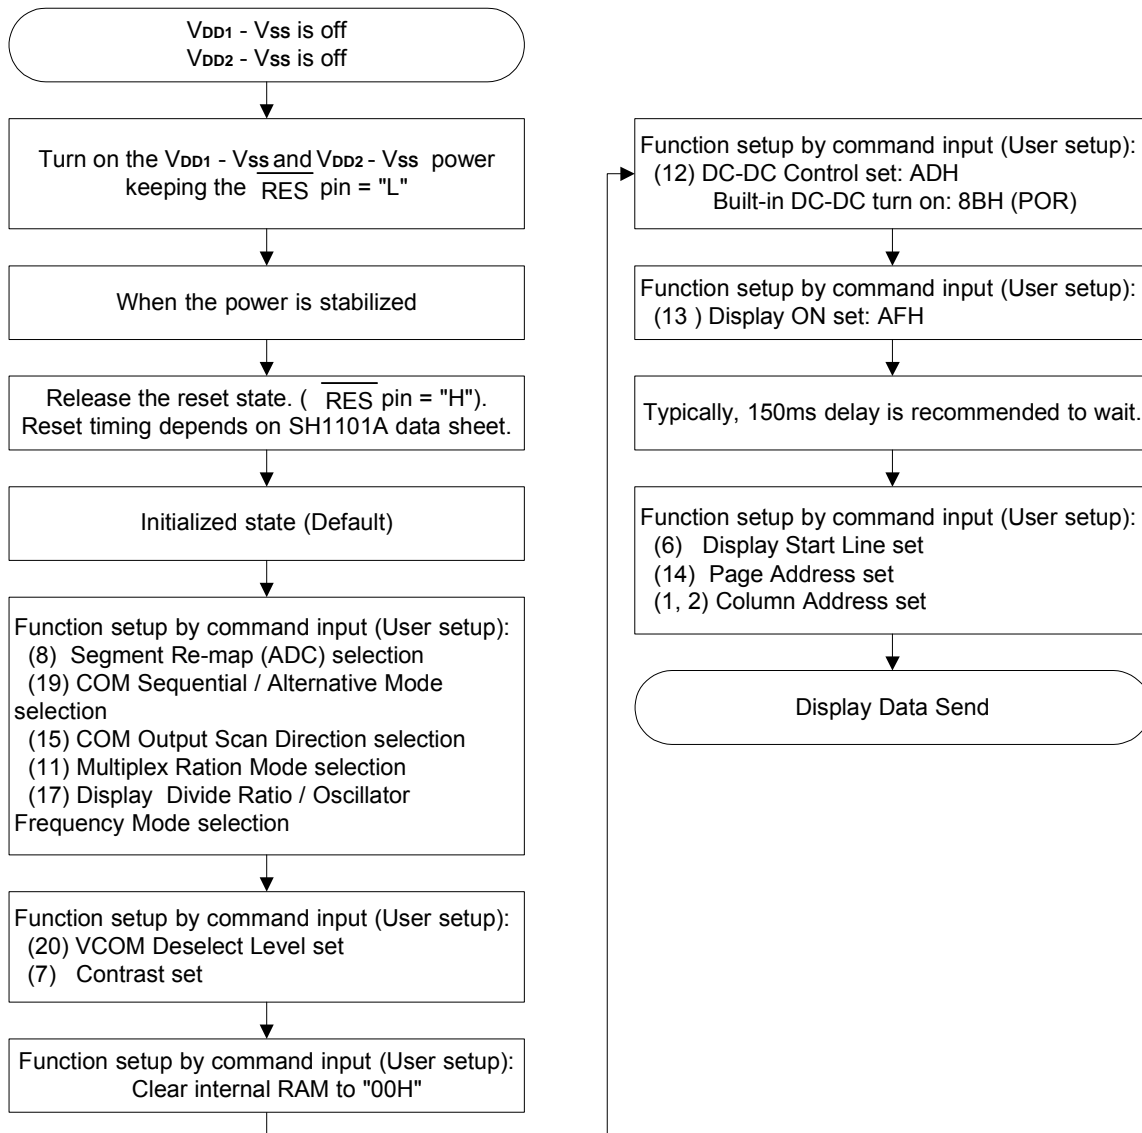 VDD1 - Vss is off
VDD2 - Vss is off
Turn on the VDD1 - Vss and VDD2 - Vss power
keeping the RES pin = "L"
When the power is stabilized
Release the reset state. ( RES pin = "H").
Reset timing depends on SH1101A data sheet.
Initialized state (Default)
Function setup by command input (User setup):
(8) Segment Re-map (ADC) selection
(19) COM Sequential / Alternative Mode
selection
(15) COM Output Scan Direction selection
(11) Multiplex Ration Mode selection
(17) Display Divide Ratio / Oscillator
Frequency Mode selection
Function setup by command input (User setup):
(20) VCOM Deselect Level set
(7) Contrast set
Function setup by command input (User setup):
Clear internal RAM to "00H"
Function setup by command input (User setup):
(12) DC-DC Control set: ADH
Built-in DC-DC turn on: 8BH (POR)
Function setup by command input (User setup):
(13 ) Display ON set: AFH
Typically, 150ms delay is recommended to wait.
Function setup by command input (User setup):
(6) Display Start Line set
(14) Page Address set
(1, 2) Column Address set
Display Data Send